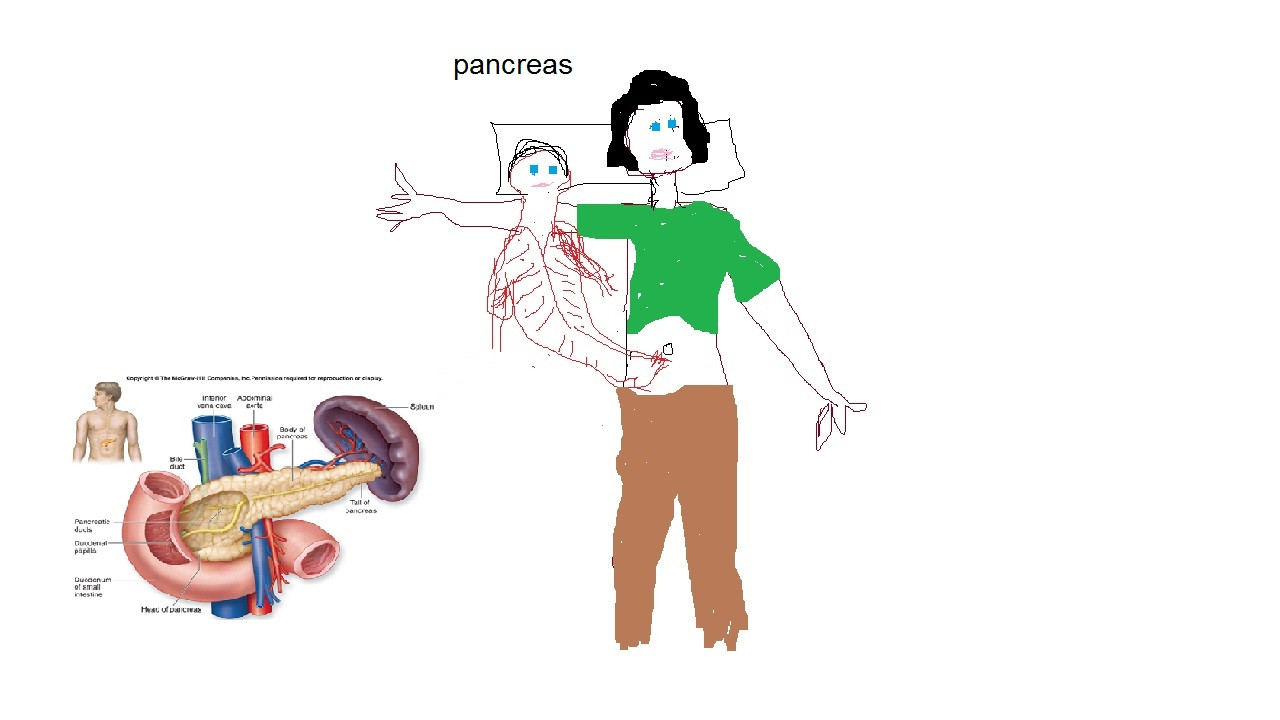 pancreas
Copyright © The McGraw-Hill Companies, Inc. Permission required for reproduction or display.
Inferior
vena cava
Abdominal
aorta
Spleen
Body of
pancreas
Bile
duct
Tail of
pancreas
Pancreatic
ducts
Duodenal
papilla
Duodenum
of small
intestine
Head of pancreas